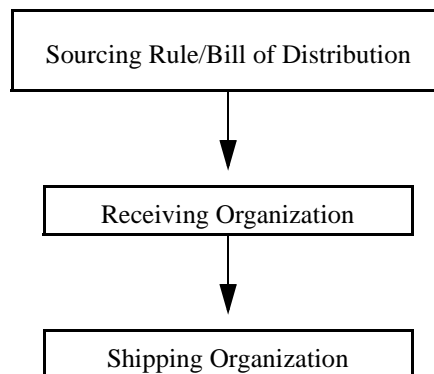 Sourcing Rule/Bill of Distribution
Receiving Organization
Shipping Organization